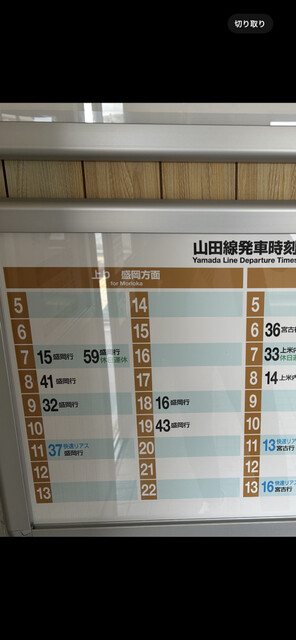 切り取り
山田線発車時刻
Yamada Line Departure Times
上り 盛岡方面
for Morioka
5 14 5
6 15 6 36 宮古行
7 15 盛岡行 59 盛岡行 休日運休 16 7 33 上米内
8 41 盛岡行 17 8 14 上米内
9 32 盛岡行 18 16 盛岡行 9
10 19 43 盛岡行 10
11 37 快速リアス 盛岡行 20 11 13 快速リアス 宮古行
12 21 12
13 22 13 16 快速リアス 宮古行